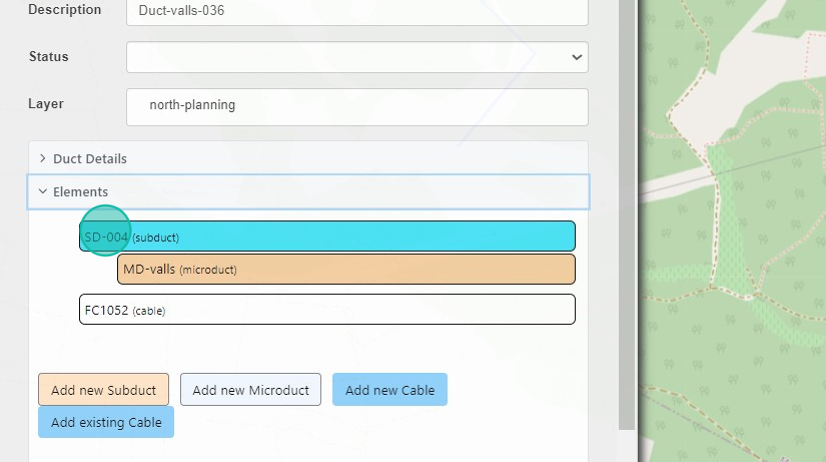 Description Duct-valls-036
Status
Layer north-planning
Duct Details
Elements
SD-004 (subduct)
MD-valls (microduct)
FC1052 (cable)
Add new Subduct Add new Microduct Add new Cable
Add existing Cable